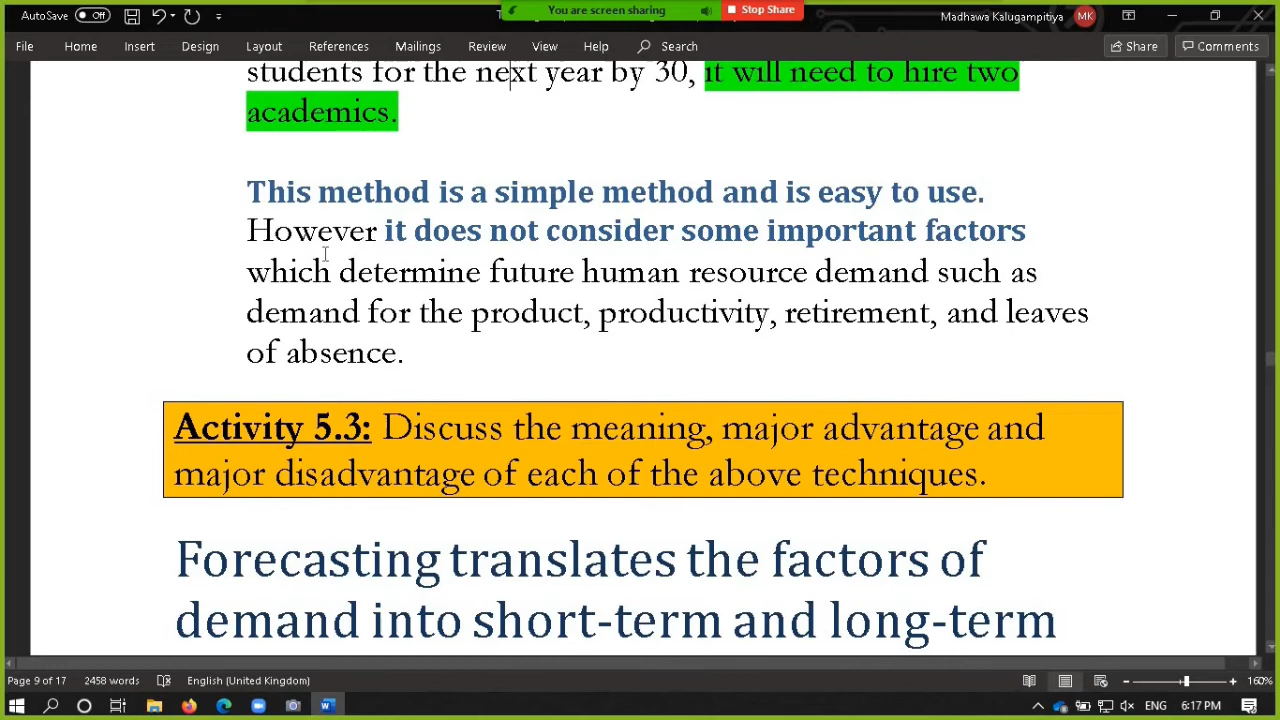 AutoSave Off
You are screen sharing Stop Share
Madhawa Kalugampitiya MK
File Home Insert Design Layout References Mailings Review View Help Search Share Comments
students for the next year by 30, it will need to hire two
academics.
This method is a simple method and is easy to use.
However it does not consider some important factors
which determine future human resource demand such as
demand for the product, productivity, retirement, and leaves
of absence.
Activity 5.3: Discuss the meaning, major advantage and
major disadvantage of each of the above techniques.
Forecasting translates the factors of
demand into short-term and long-term
Page 9 of 17 2458 words English (United Kingdom) 160%
ENG 6:17 PM